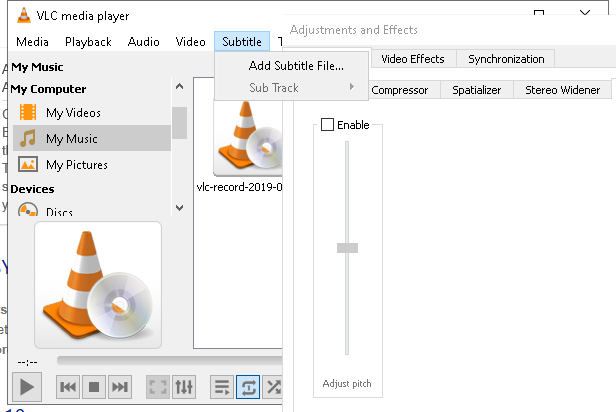 VLC media player
Media Playback Audio Video Subtitle T
Adjustments and Effects
Add Subtitle File...
Sub Track
Video Effects Synchronization
Compressor Spatializer Stereo Widener
My Music
My Computer
My Videos
My Music
My Pictures
Devices
Discs
vlc-record-2019-0
Enable
Adjust pitch
--:--